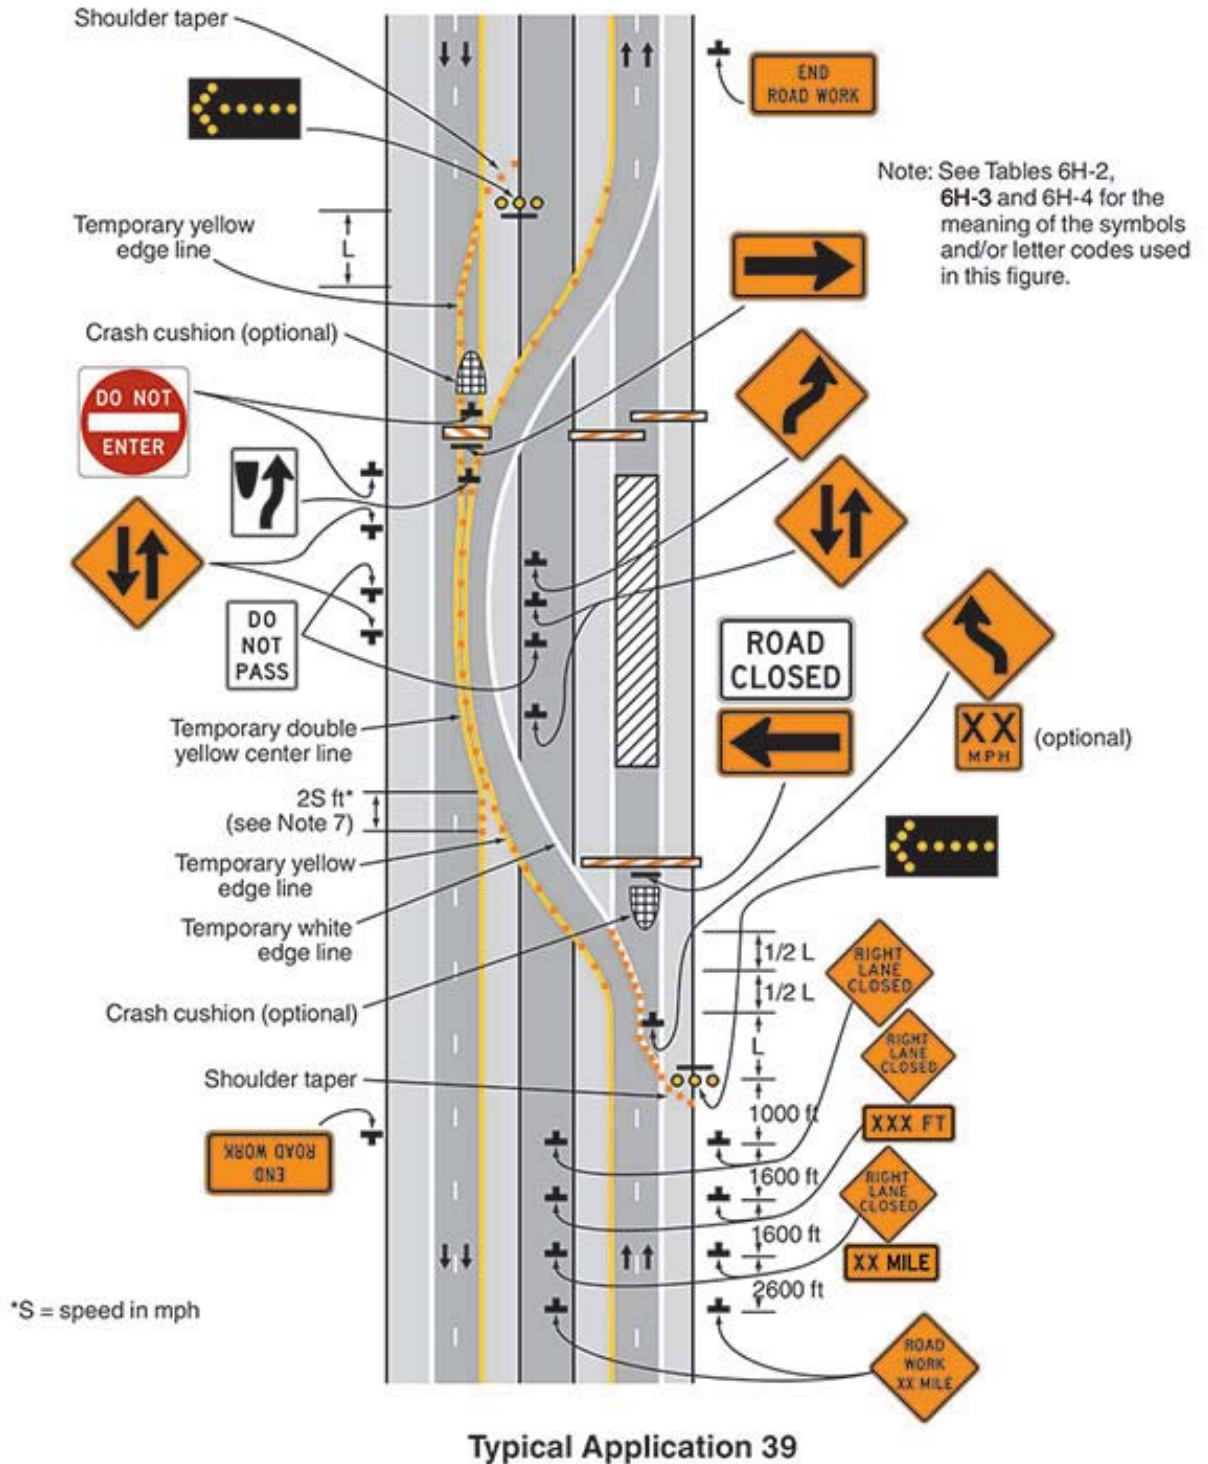 Shoulder taper
END
ROAD WORK
Note: See Tables 6H-2,
6H-3 and 6H-4 for the
meaning of the symbols
and/or letter codes used
in this figure.
Temporary yellow
edge line
L
Crash cushion (optional)
DO NOT
ENTER
DO
NOT
PASS
ROAD
CLOSED
XX
MPH
(optional)
Temporary double
yellow center line
2S ft*
(see Note 7)
Temporary yellow
edge line
Temporary white
edge line
Crash cushion (optional)
1/2 L
1/2 L
L
RIGHT
LANE
CLOSED
RIGHT
LANE
CLOSED
XXX FT
Shoulder taper
1000 ft
END
ROAD WORK
1600 ft
RIGHT
LANE
CLOSED
XX MILE
1600 ft
2600 ft
*S = speed in mph
ROAD
WORK
XX MILE
Typical Application 39